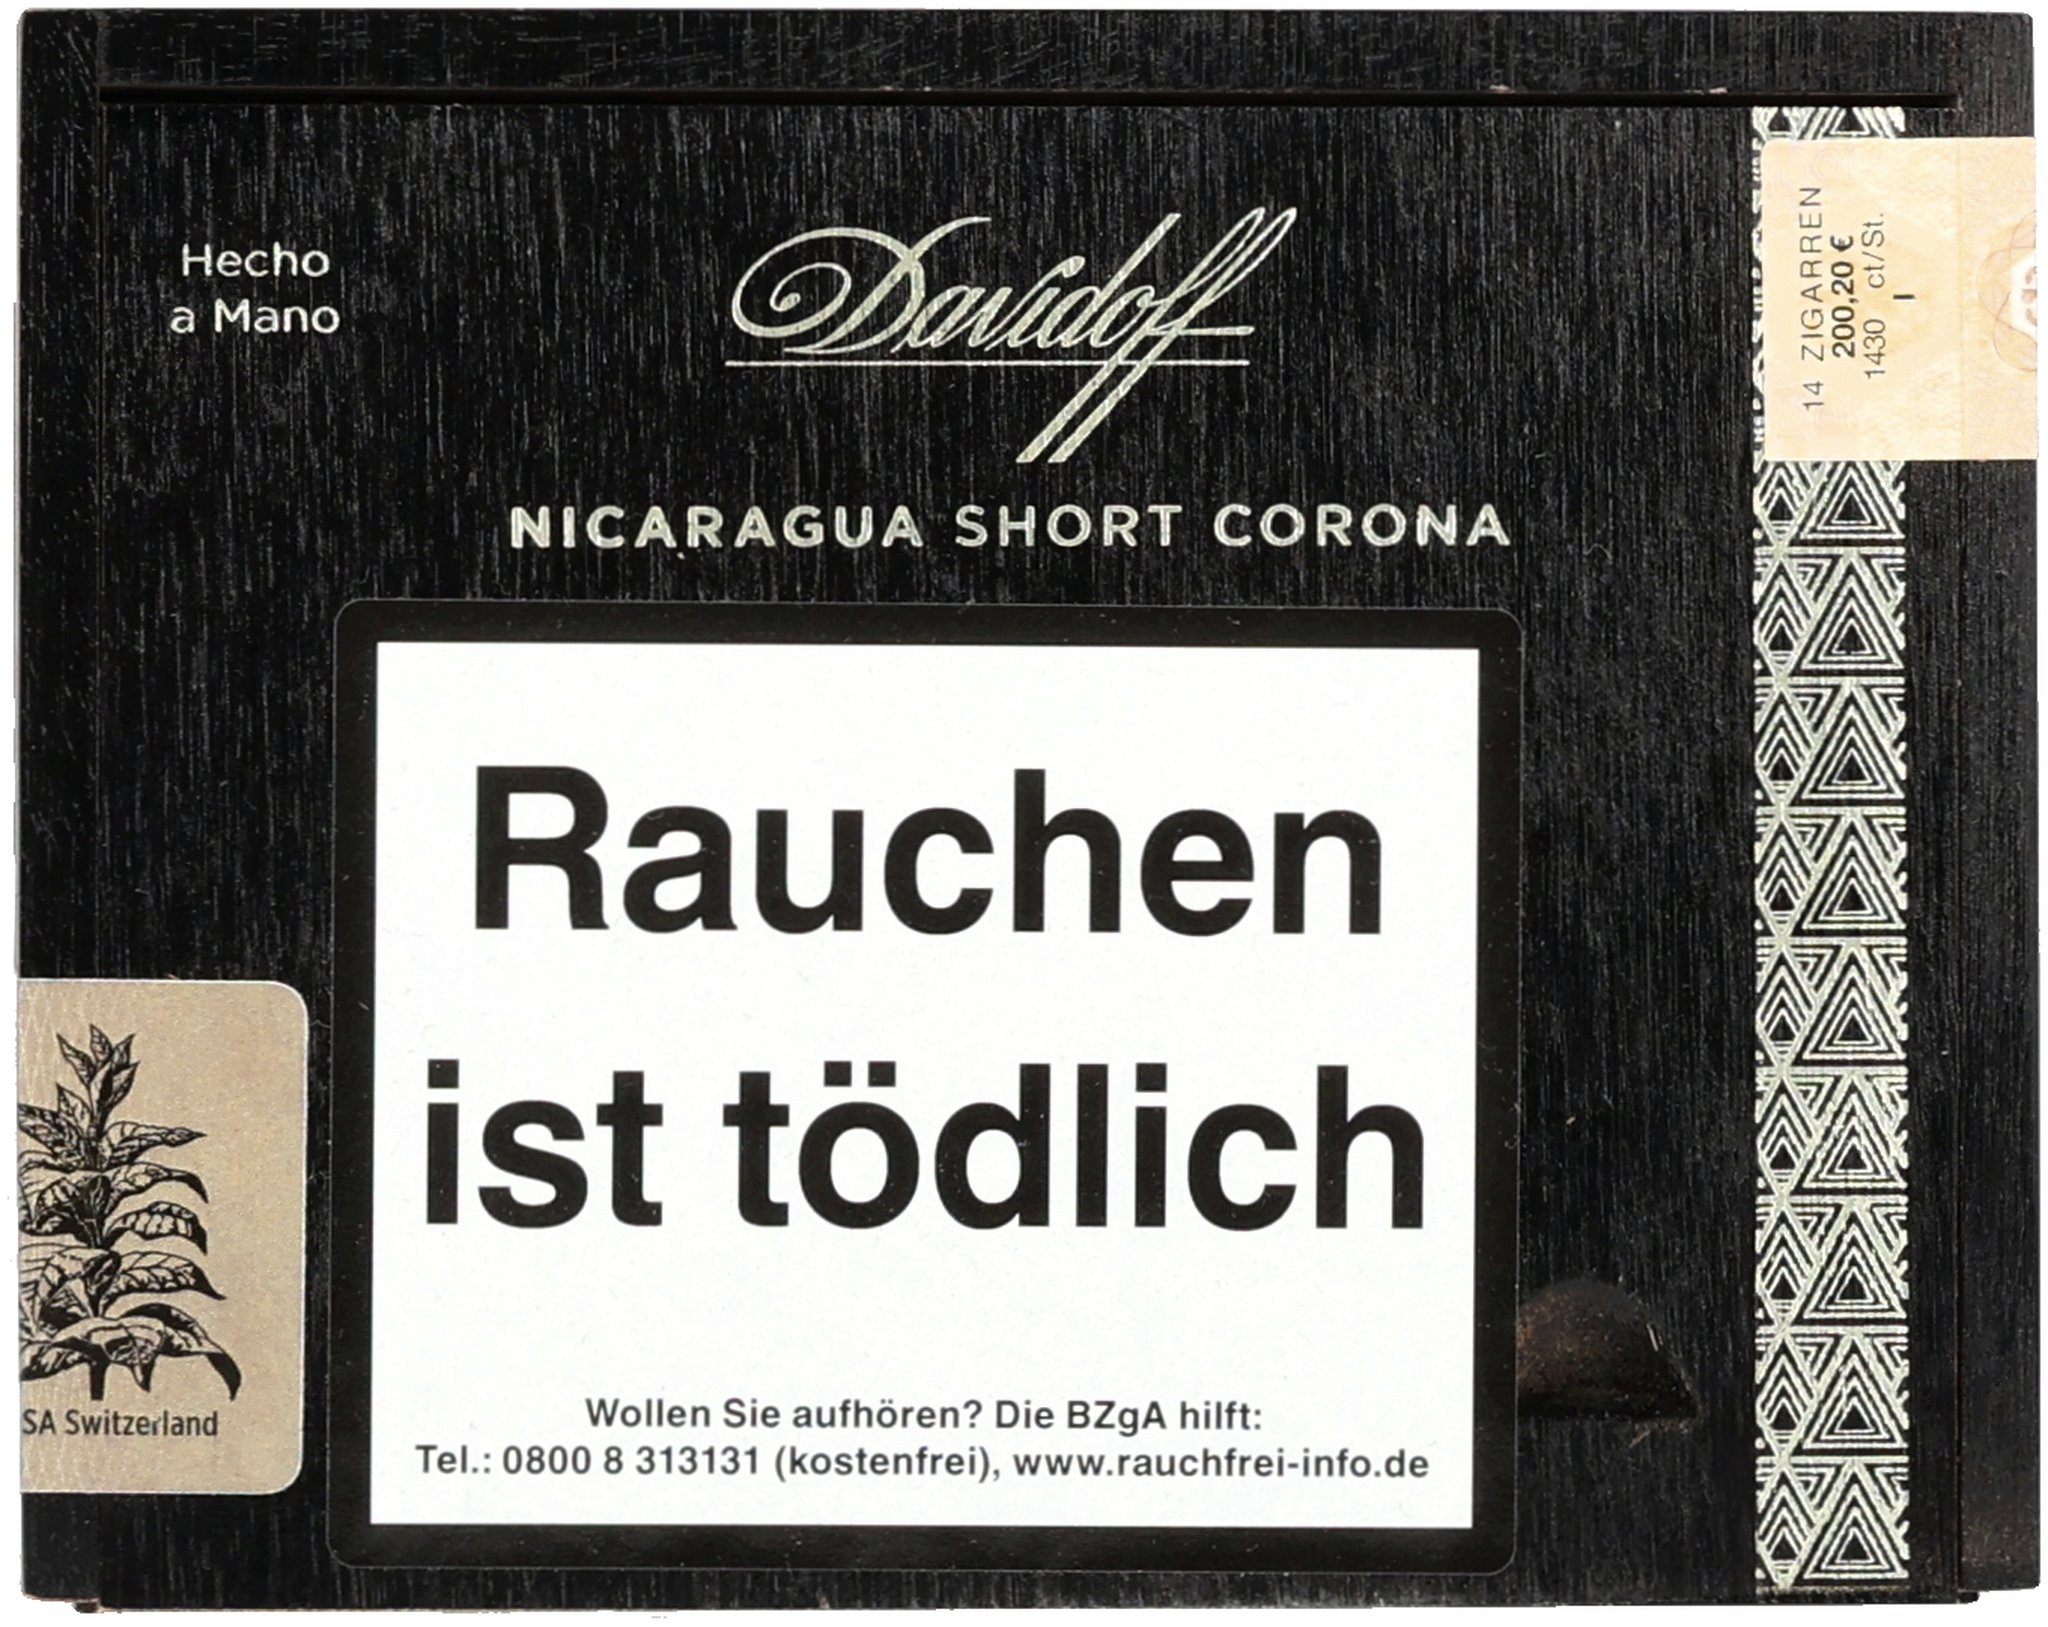 Hecho
a Mano
Davidoff
NICARAGUA SHORT CORONA
14 ZIGARREN
200,20 €
1430 ct/St.
I
Rauchen
ist tödlich
Wollen Sie aufhören? Die BZgA hilft:
Tel.: 0800 8 313131 (kostenfrei), www.rauchfrei-info.de
SA Switzerland